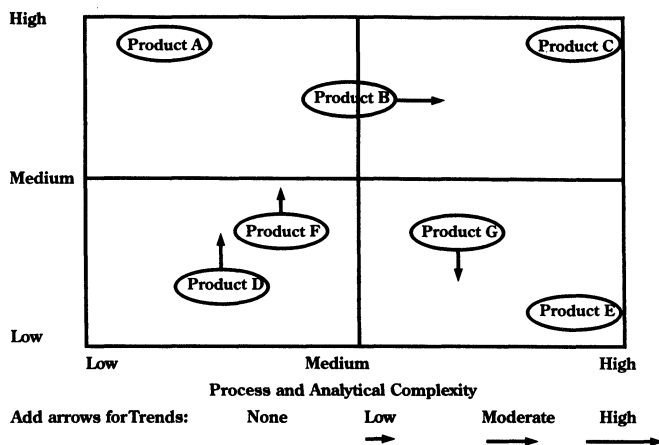 High
Product A
Product C
Product B
Medium
Product F
Product G
Product D
Product E
Low
Low Medium High
Process and Analytical Complexity
Add arrows for Trends: None Low Moderate High